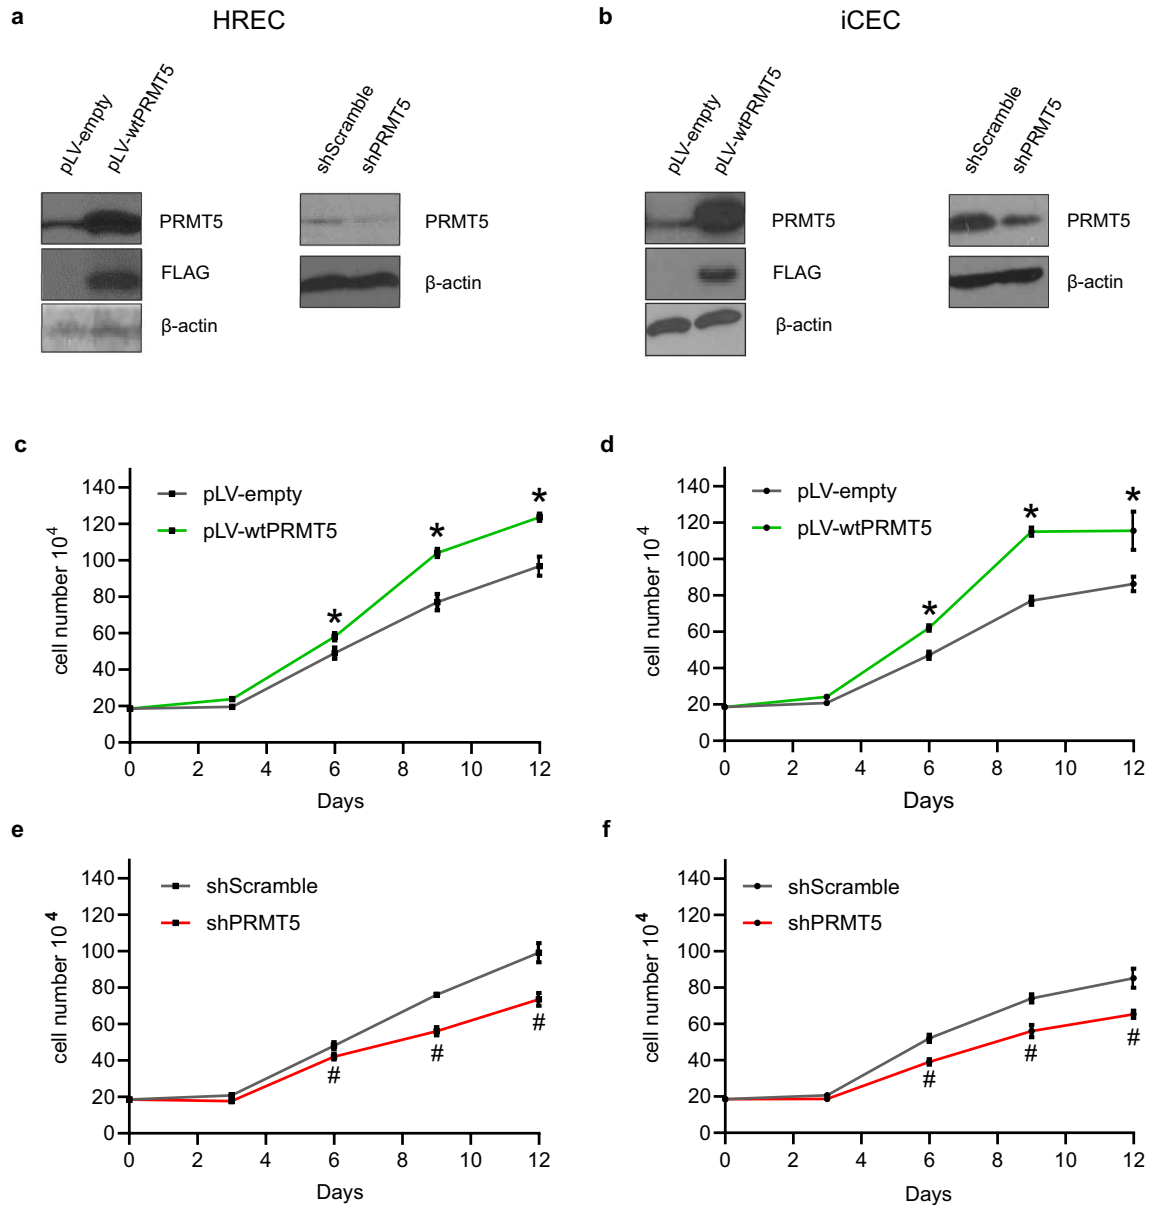 a
HREC
b
iCEC
pLV-empty
pLV-wtPRMT5
shScramble
shPRMT5
pLV-empty
pLV-wtPRMT5
shScramble
shPRMT5
PRMT5
PRMT5
PRMT5
PRMT5
FLAG
β-actin
FLAG
β-actin
β-actin
β-actin
c
pLV-empty
pLV-wtPRMT5
140
120
100
80
60
40
20
0
cell number 10⁴
* * *
0 2 4 6 8 10 12
Days
d
pLV-empty
pLV-wtPRMT5
140
120
100
80
60
40
20
0
cell number 10⁴
* * *
0 2 4 6 8 10 12
Days
e
shScramble
shPRMT5
140
120
100
80
60
40
20
0
cell number 10⁴
# # #
0 2 4 6 8 10 12
Days
f
shScramble
shPRMT5
140
120
100
80
60
40
20
0
cell number 10⁴
# # #
0 2 4 6 8 10 12
Days